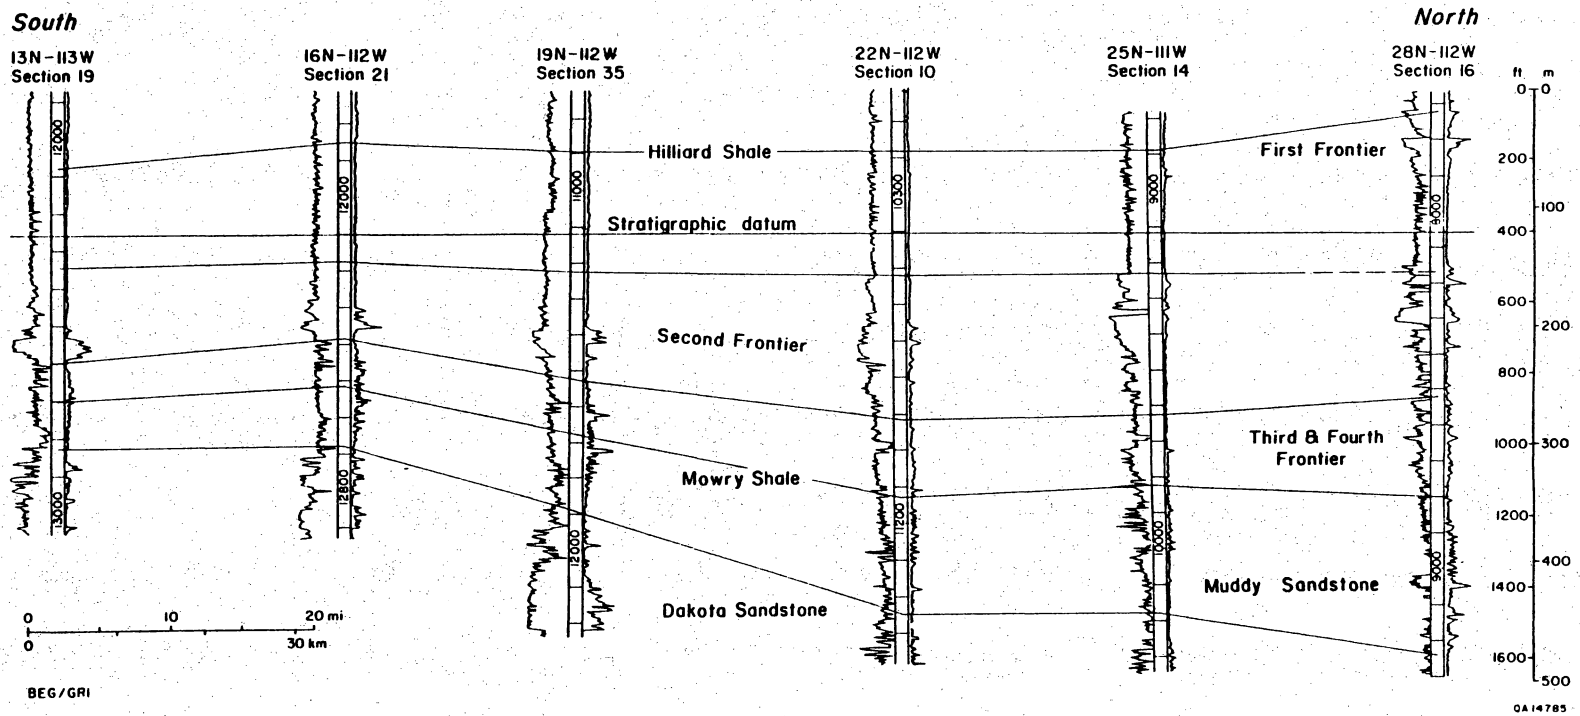 South
North
13N-113W
Section 19
16N-112W
Section 21
19N-112W
Section 35
22N-112W
Section 10
25N-111W
Section 14
28N-112W
Section 16
ft m
0 0
200
100
400
600
200
800
1000 300
1200
400
1400
1600
500
12000
13000
12000
12800
11000
12000
10300
11200
9000
10000
8000
9000
Hilliard Shale
First Frontier
Stratigraphic datum
Second Frontier
Third & Fourth
Frontier
Mowry Shale
Muddy Sandstone
Dakota Sandstone
0 10 20 mi
0 30 km
BEG/GRI
QA14785